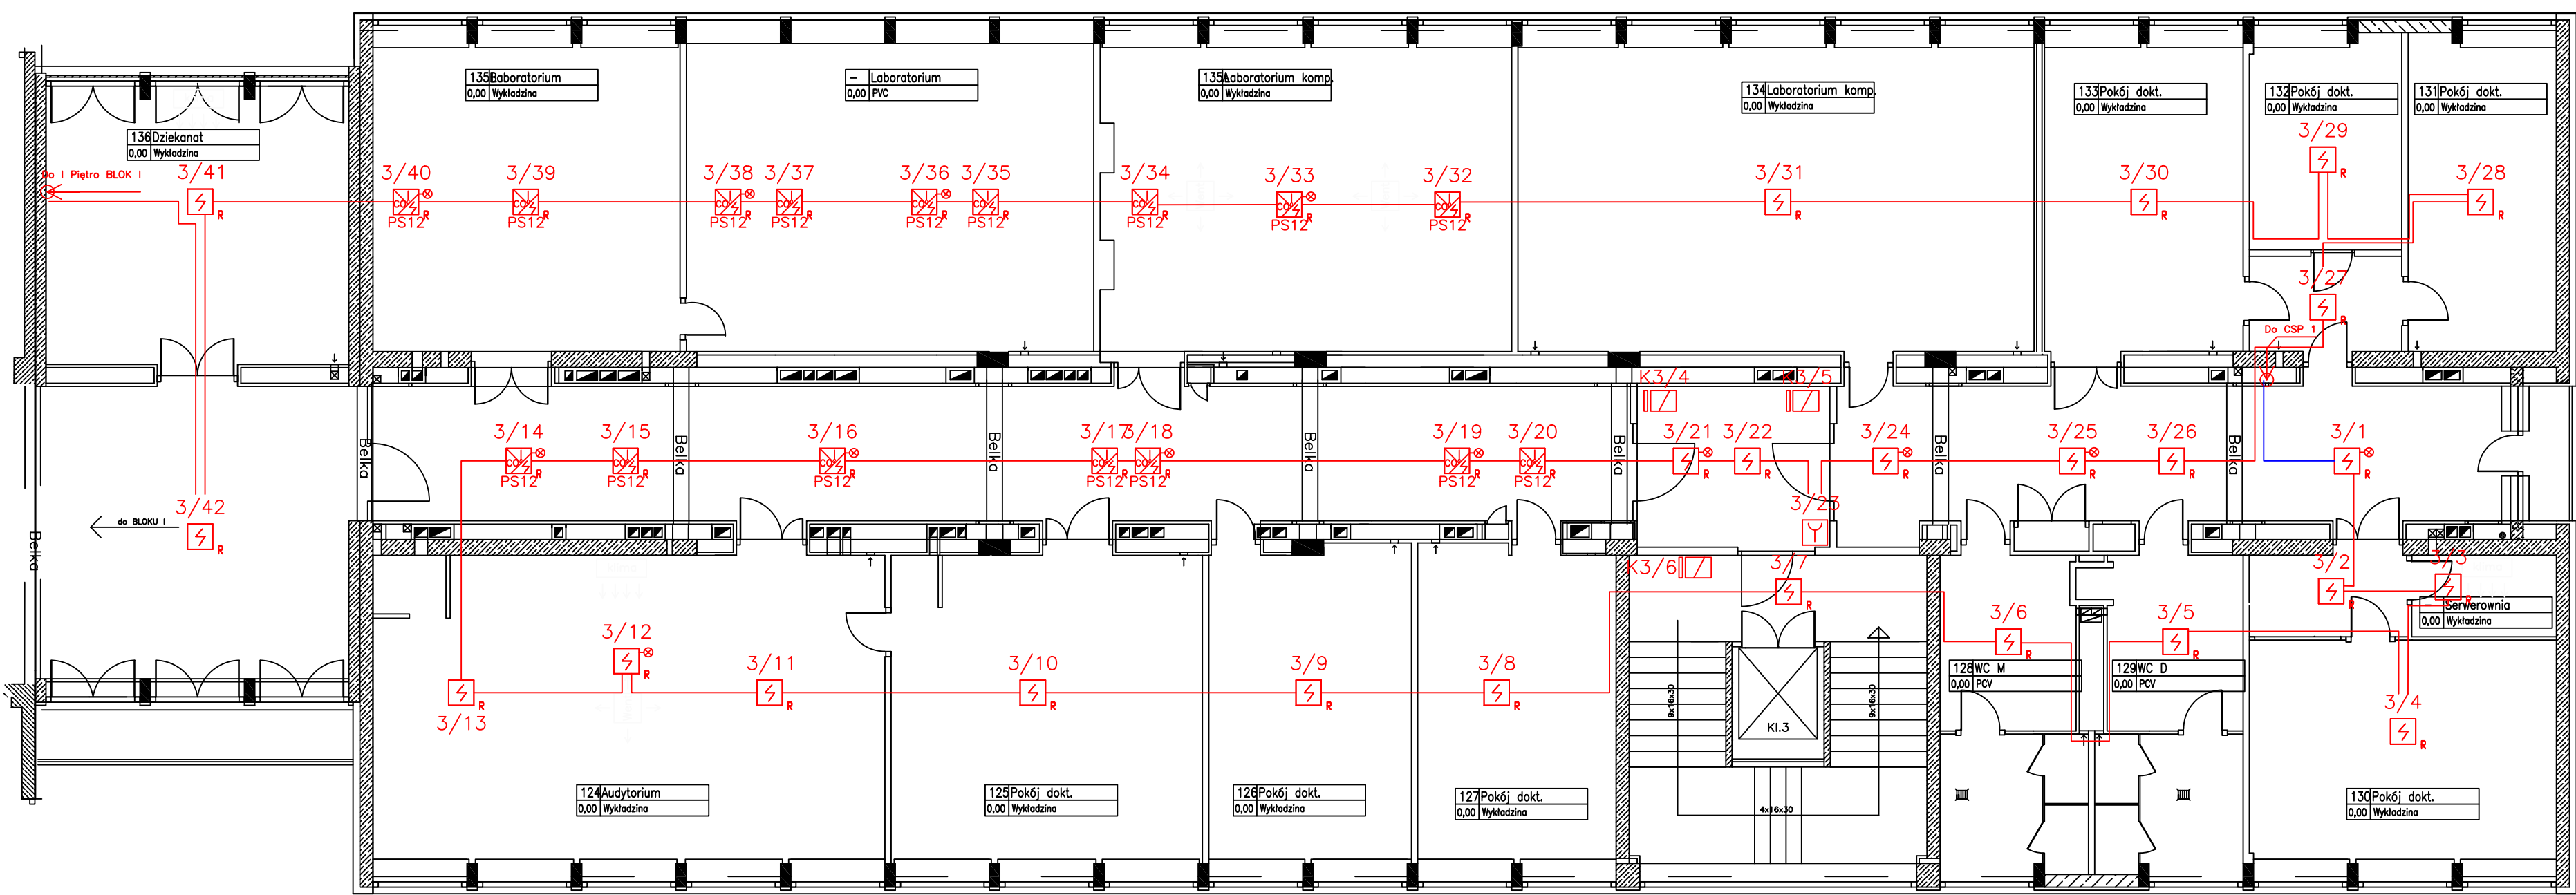 135B Laboratorium
0,00 Wykładzina
– Laboratorium
0,00 PVC
135A Laboratorium komp.
0,00 Wykładzina
134 Laboratorium komp.
0,00 Wykładzina
133 Pokój dokt.
0,00 Wykładzina
132 Pokój dokt.
0,00 Wykładzina
131 Pokój dokt.
0,00 Wykładzina
136 Dziekanat
0,00 Wykładzina
Do I Piętro BLOK I
3/41
R
3/40
R
PS12
3/39
R
PS12
3/38
R
PS12
3/37
R
PS12
3/36
R
PS12
3/35
R
PS12
3/34
R
PS12
3/33
R
PS12
3/32
R
PS12
3/31
R
3/30
R
3/29
R
3/28
R
3/27
R
Do CSP 1
K3/4
K3/5
3/14
R
PS12
3/15
R
PS12
3/16
R
PS12
3/17
R
PS12
3/18
R
PS12
3/19
R
PS12
3/20
R
PS12
3/21
R
3/22
R
3/24
R
3/25
R
3/26
R
3/1
R
Belka
Belka
Belka
Belka
Belka
Belka
Belka
Belka
3/42
R
do BLOKU I
3/23
K3/6
3/7
R
3/2
R
3/3
R
– Serwerownia
0,00 Wykładzina
3/6
R
3/5
R
128 WC M
0,00 PCV
129 WC D
0,00 PCV
3/12
R
3/13
R
3/11
R
3/10
R
3/9
R
3/8
R
3/4
R
9x16x30
9x16x30
Kl.3
4x16x30
124 Audytorium
0,00 Wykładzina
125 Pokój dokt.
0,00 Wykładzina
126 Pokój dokt.
0,00 Wykładzina
127 Pokój dokt.
0,00 Wykładzina
130 Pokój dokt.
0,00 Wykładzina